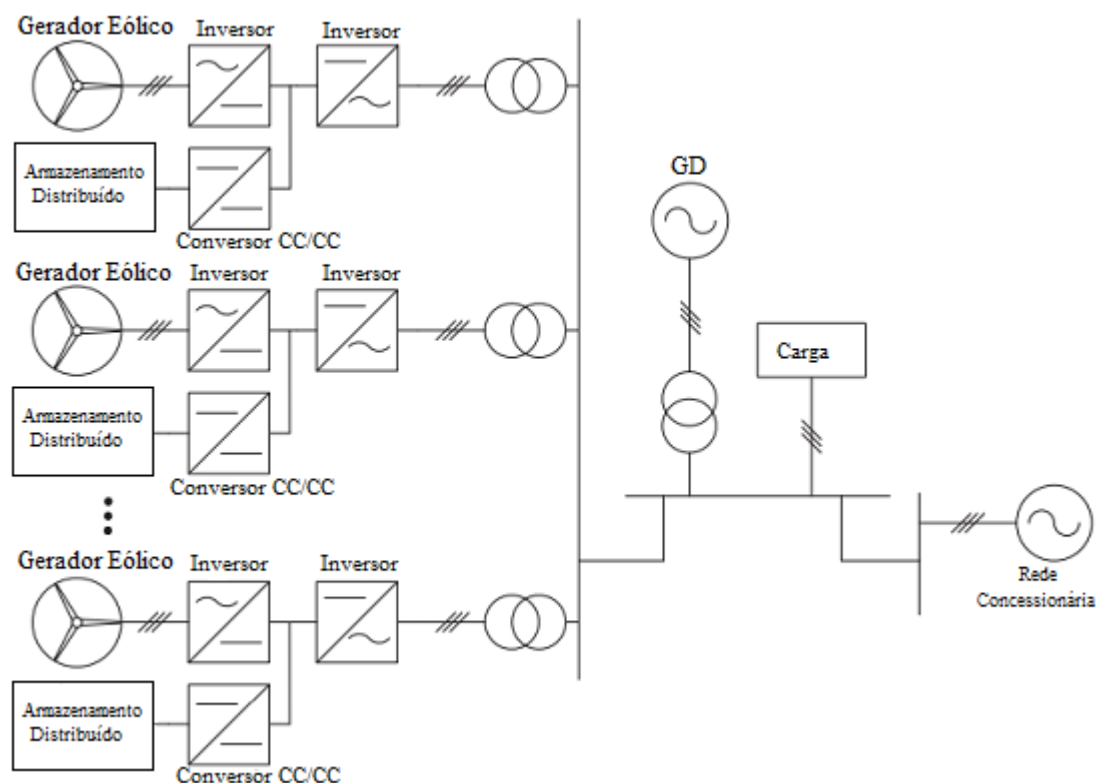 Gerador Eólico
Inversor
Inversor
Armazenamento
Distribuído
Conversor CC/CC
Gerador Eólico
Inversor
Inversor
Armazenamento
Distribuído
Conversor CC/CC
Gerador Eólico
Inversor
Inversor
Armazenamento
Distribuído
Conversor CC/CC
GD
Carga
Rede
Concessionária